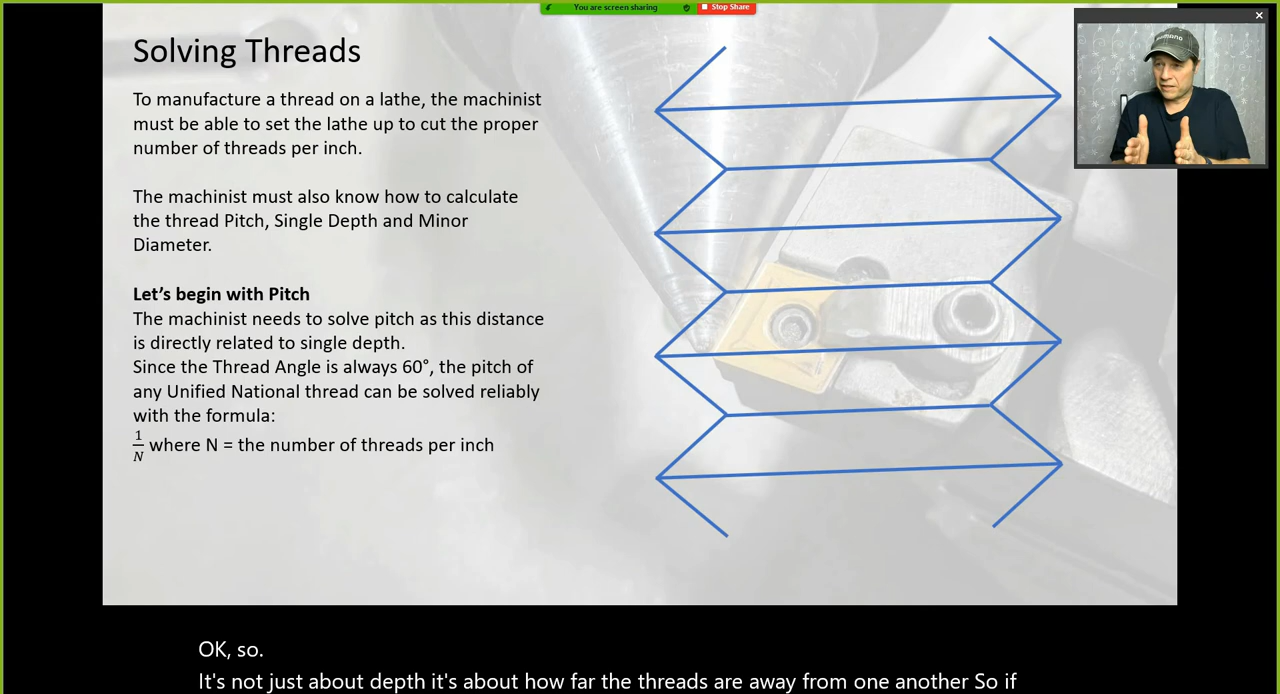 You are screen sharing
Stop Share
Solving Threads
To manufacture a thread on a lathe, the machinist
must be able to set the lathe up to cut the proper
number of threads per inch.
The machinist must also know how to calculate
the thread Pitch, Single Depth and Minor
Diameter.
Let’s begin with Pitch
The machinist needs to solve pitch as this distance
is directly related to single depth.
Since the Thread Angle is always 60°, the pitch of
any Unified National thread can be solved reliably
with the formula:
1/N where N = the number of threads per inch
OK, so.
It's not just about depth it's about how far the threads are away from one another So if